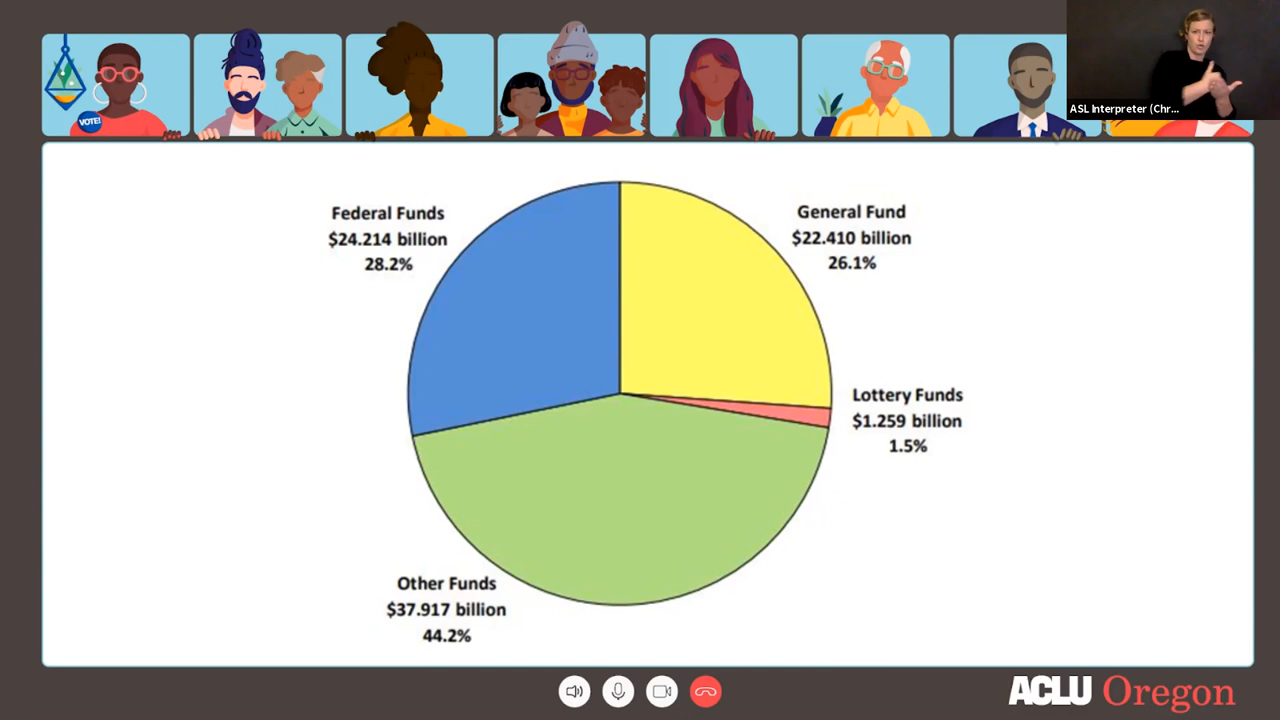 VOTE!
ASL Interpreter (Chr...
Federal Funds
$24.214 billion
28.2%
General Fund
$22.410 billion
26.1%
Lottery Funds
$1.259 billion
1.5%
Other Funds
$37.917 billion
44.2%
ACLU Oregon